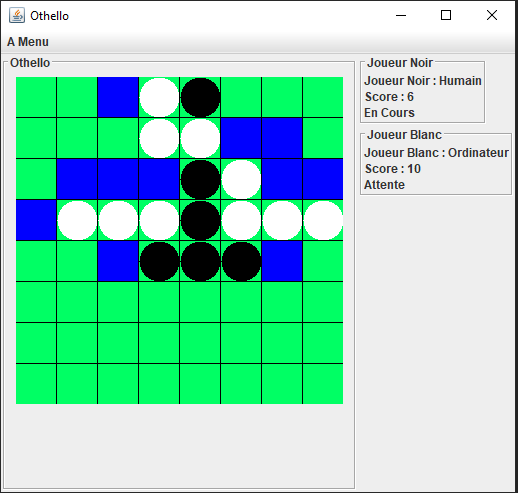 Othello
A Menu
Othello
Joueur Noir
Joueur Noir : Humain
Score : 6
En Cours
Joueur Blanc
Joueur Blanc : Ordinateur
Score : 10
Attente